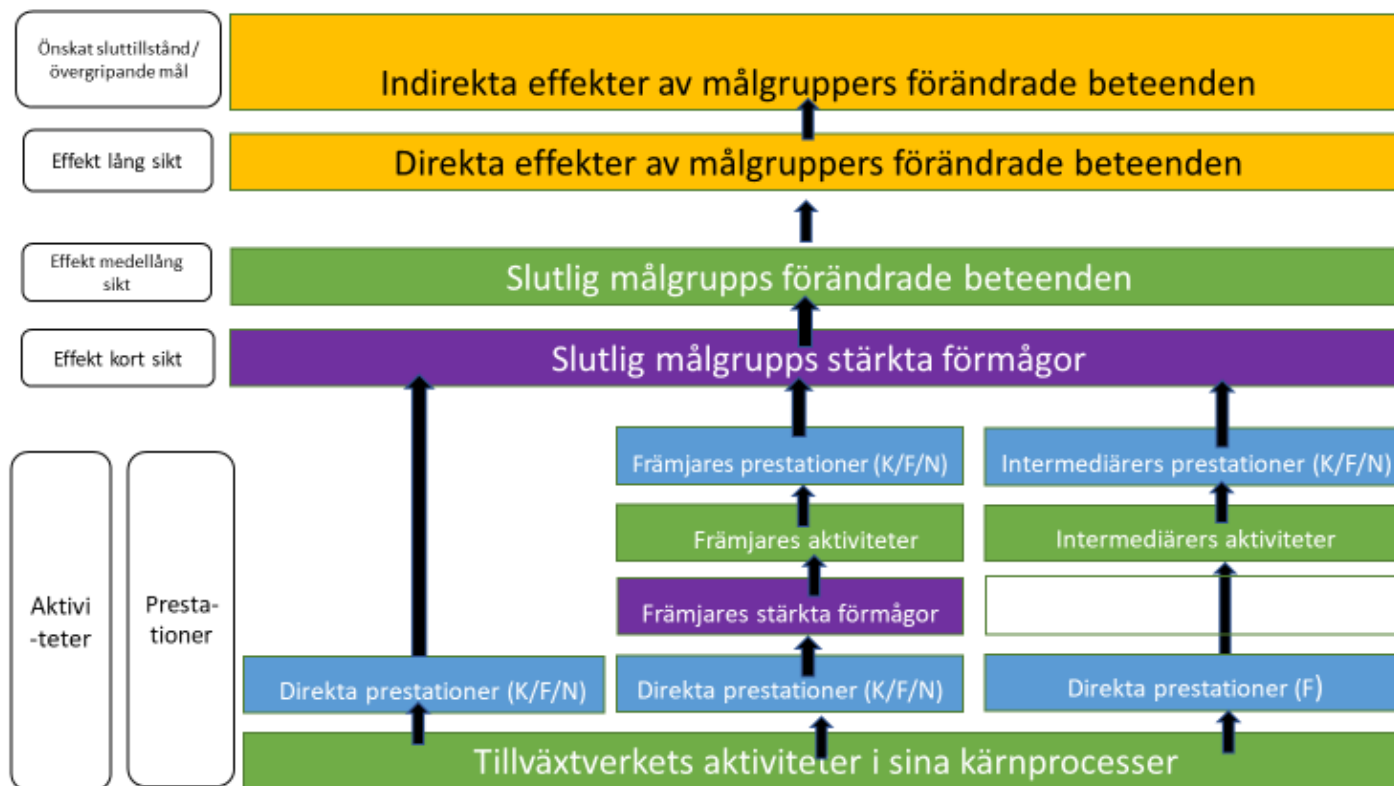 Önskat sluttillstånd/
övergripande mål
Indirekta effekter av målgruppers förändrade beteenden
Effekt lång sikt
Direkta effekter av målgruppers förändrade beteenden
Effekt medellång
sikt
Slutlig målgrupps förändrade beteenden
Effekt kort sikt
Slutlig målgrupps stärkta förmågor
Främjares prestationer (K/F/N)
Intermediärers prestationer (K/F/N)
Främjares aktiviteter
Intermediärers aktiviteter
Aktivi
-teter
Presta-
tioner
Främjares stärkta förmågor
Direkta prestationer (K/F/N)
Direkta prestationer (K/F/N)
Direkta prestationer (F)
Tillväxtverkets aktiviteter i sina kärnprocesser